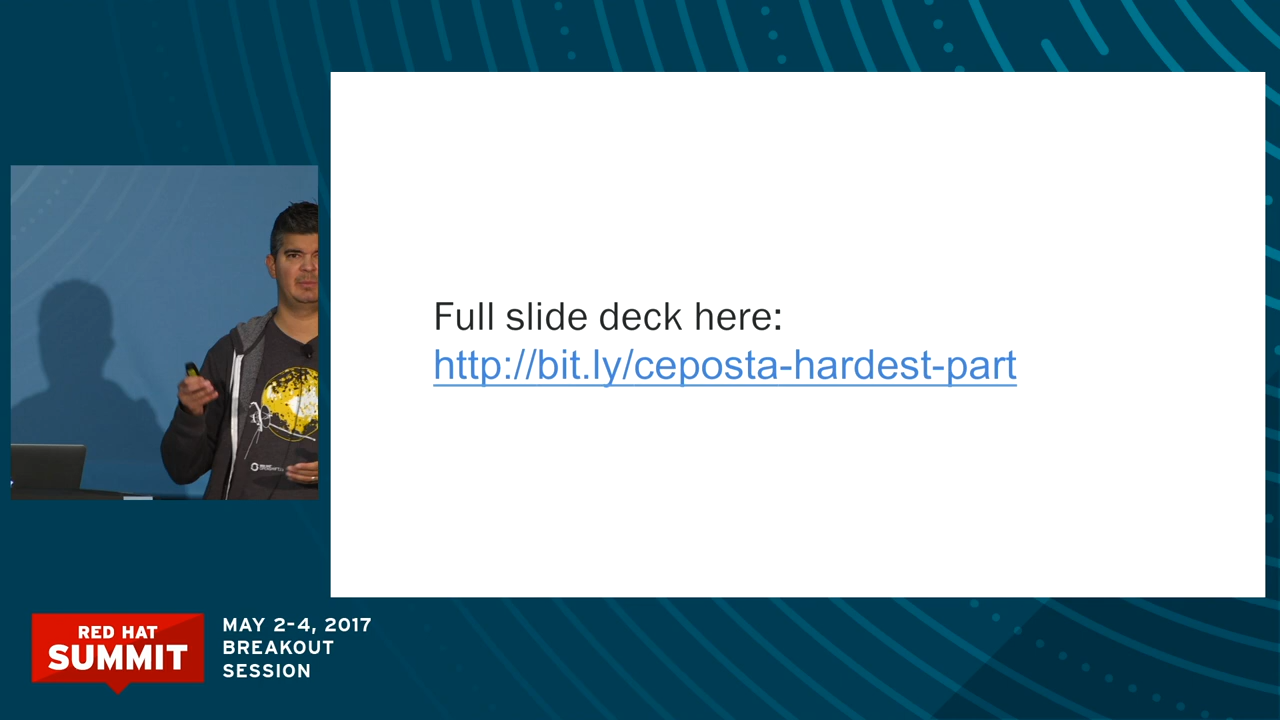 Full slide deck here:
http://bit.ly/ceposta-hardest-part
RED HAT
SUMMIT
MAY 2-4, 2017
BREAKOUT
SESSION